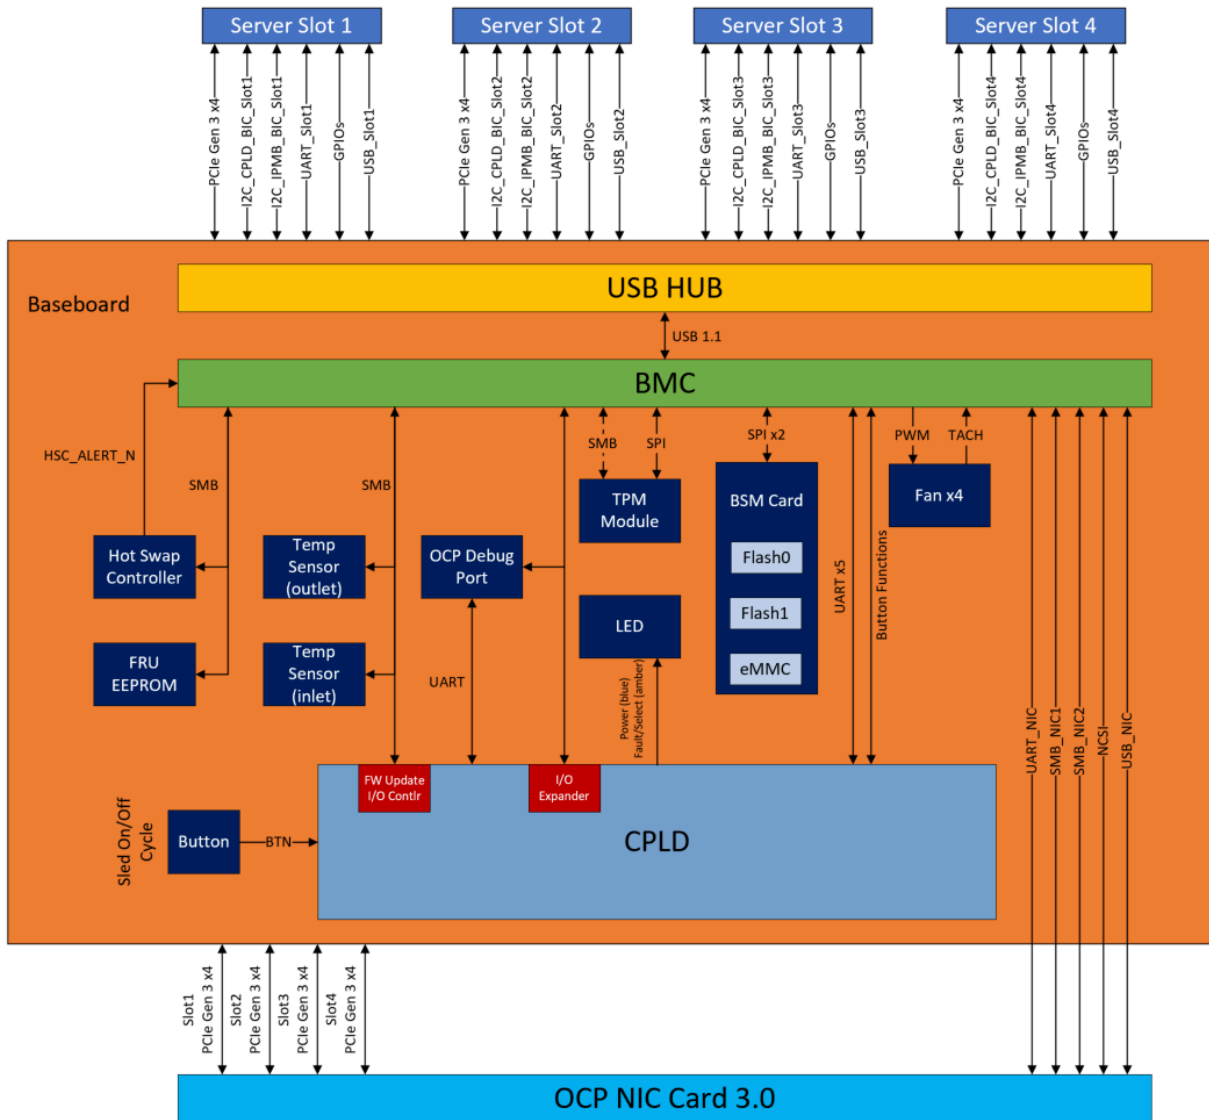 Server Slot 1
Server Slot 2
Server Slot 3
Server Slot 4
PCIe Gen 3 x4
I2C_CPLD_BIC_Slot1
I2C_IPMB_BIC_Slot1
UART_Slot1
GPIOs
USB_Slot1
PCIe Gen 3 x4
I2C_CPLD_BIC_Slot2
I2C_IPMB_BIC_Slot2
UART_Slot2
GPIOs
USB_Slot2
PCIe Gen 3 x4
I2C_CPLD_BIC_Slot3
I2C_IPMB_BIC_Slot3
UART_Slot3
GPIOs
USB_Slot3
PCIe Gen 3 x4
I2C_CPLD_BIC_Slot4
I2C_IPMB_BIC_Slot4
UART_Slot4
GPIOs
USB_Slot4
Baseboard
USB HUB
USB 1.1
BMC
HSC_ALERT_N
SMB
SMB
SMB
SPI
SPI x2
PWM
TACH
Hot Swap
Controller
FRU
EEPROM
Temp
Sensor
(outlet)
Temp
Sensor
(inlet)
OCP Debug
Port
UART
TPM
Module
LED
Power (blue)
Fault/Select (amber)
BSM Card
Flash0
Flash1
eMMC
UART x5
Button Functions
Fan x4
UART_NIC
SMB_NIC1
SMB_NIC2
NCSI
USB_NIC
FW Update
I/O Contlr
I/O
Expander
CPLD
Sled On/Off
Cycle
Button
BTN
Slot1
PCIe Gen 3 x4
Slot2
PCIe Gen 3 x4
Slot3
PCIe Gen 3 x4
Slot4
PCIe Gen 3 x4
OCP NIC Card 3.0